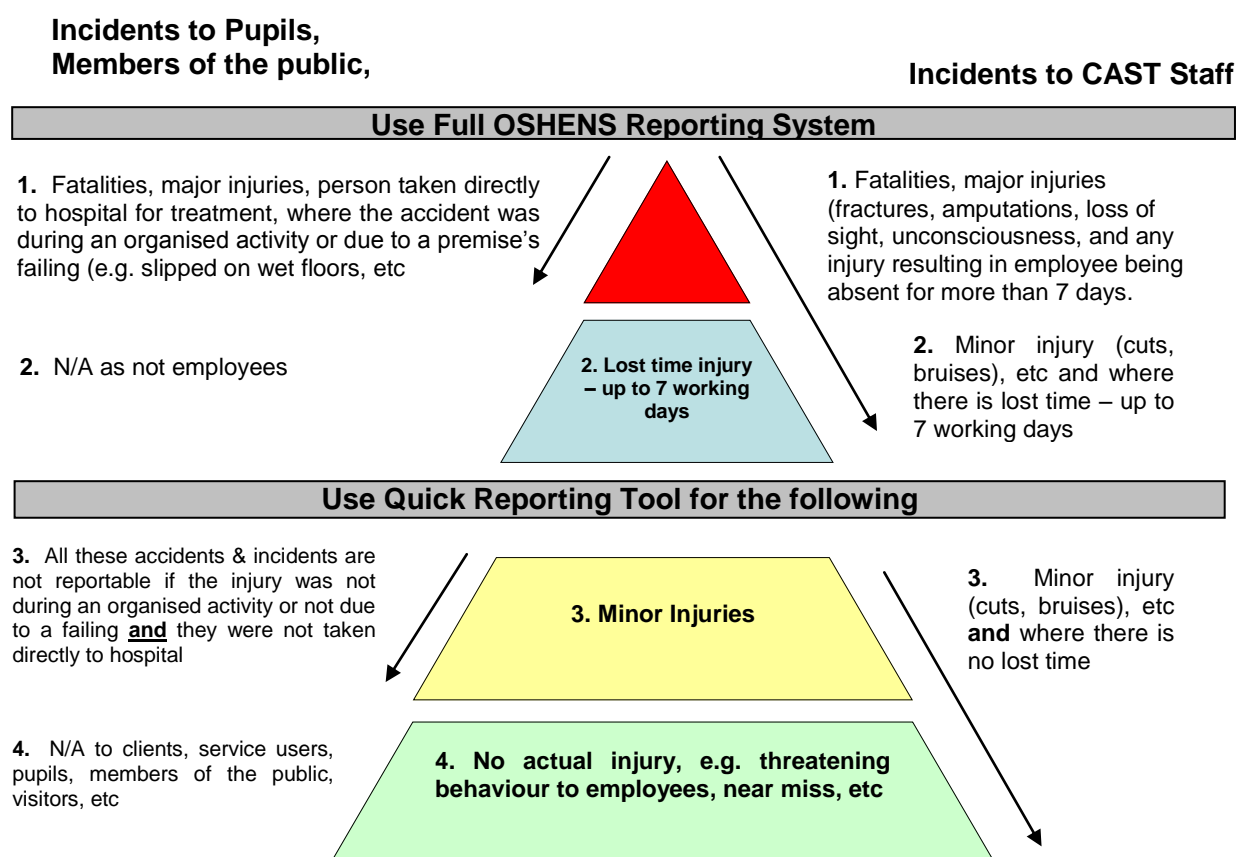 Incidents to Pupils,
Members of the public,
Incidents to CAST Staff
Use Full OSHENS Reporting System
1. Fatalities, major injuries, person taken directly
to hospital for treatment, where the accident was
during an organised activity or due to a premise's
failing (e.g. slipped on wet floors, etc
1. Fatalities, major injuries
(fractures, amputations, loss of
sight, unconsciousness, and any
injury resulting in employee being
absent for more than 7 days.
2. N/A as not employees
2. Lost time injury
– up to 7 working
days
2. Minor injury (cuts,
bruises), etc and where
there is lost time – up to
7 working days
Use Quick Reporting Tool for the following
3. All these accidents & incidents are
not reportable if the injury was not
during an organised activity or not due
to a failing and they were not taken
directly to hospital
3. Minor Injuries
3. Minor injury
(cuts, bruises), etc
and where there is
no lost time
4. N/A to clients, service users,
pupils, members of the public,
visitors, etc
4. No actual injury, e.g. threatening
behaviour to employees, near miss, etc